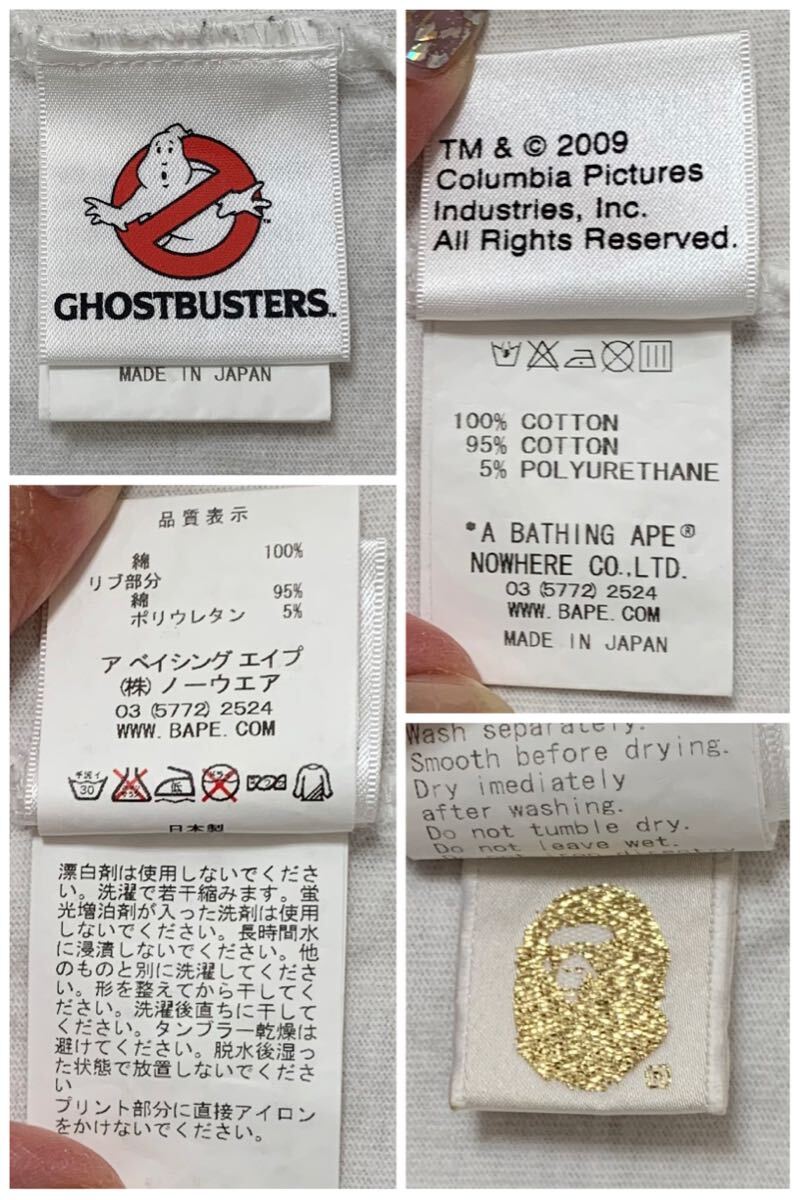 GHOSTBUSTERS™
MADE IN JAPAN
TM & © 2009
Columbia Pictures
Industries, Inc.
All Rights Reserved.
100% COTTON
95% COTTON
5% POLYURETHANE
*A BATHING APE®
NOWHERE CO.,LTD.
03 (5772) 2524
WWW. BAPE. COM
MADE IN JAPAN
品質表示
綿 100%
リブ部分
綿 95%
ポリウレタン 5%
ア ベイシング エイプ
(株) ノーウエア
03 (5772) 2524
WWW. BAPE. COM
手洗イ 30
低
日本製
漂白剤は使用しないでくださ
い。洗濯で若干縮みます。蛍
光増泊剤が入った洗剤は使用
しないでください。長時間水
に浸漬しないでください。他
のものと別に洗濯してくださ
い。形を整えてから干してく
ださい。洗濯後直ちに干して
ください。タンブラー乾燥は
避けてください。脱水後湿っ
た状態で放置しないでくださ
い
プリント部分に直接アイロン
をかけないでください。
Wash separately.
Smooth before drying.
Dry imediately
after washing.
Do not tumble dry.
Do not leave wet.